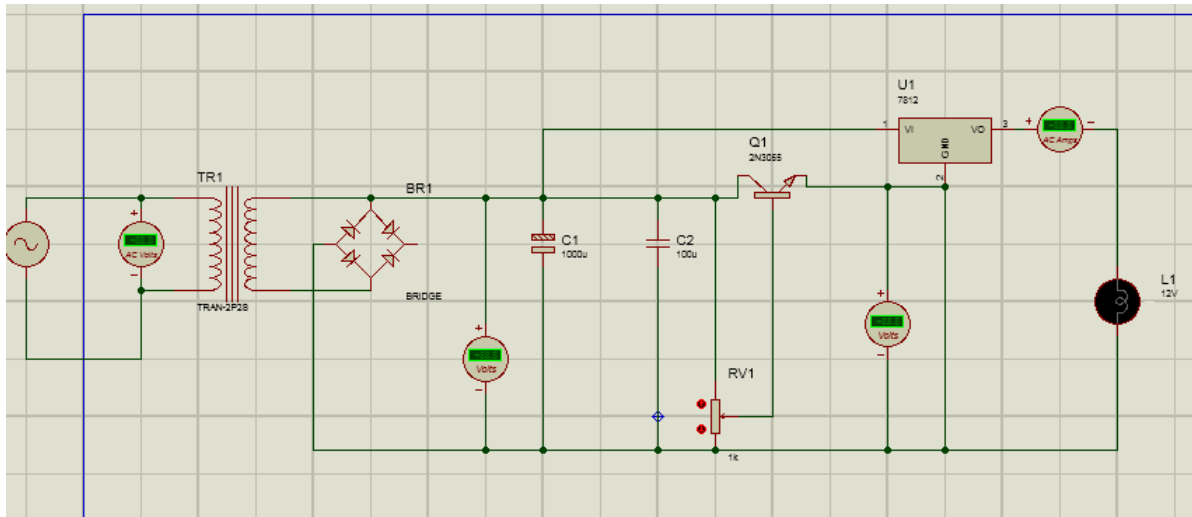 U1
7812
1
VI
VO
3
GND
2
+
-
AC Amps
Q1
2N3055
TR1
BR1
+
AC Volts
-
C1
1000u
C2
100u
TRAN-2P2S
BRIDGE
L1
12V
+
Volts
-
+
Volts
-
RV1
1k